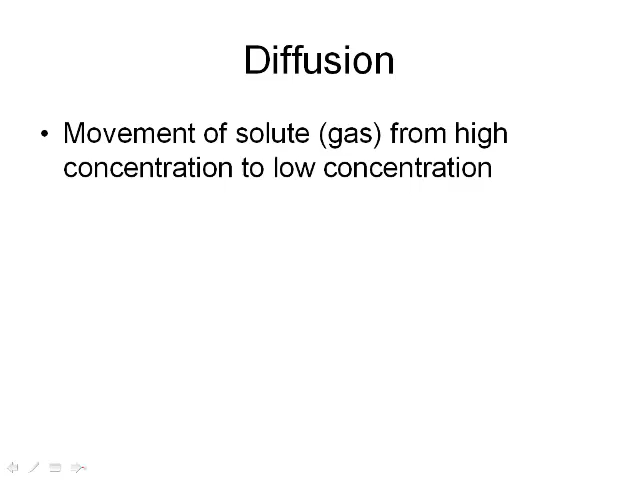 Diffusion
• Movement of solute (gas) from high
concentration to low concentration